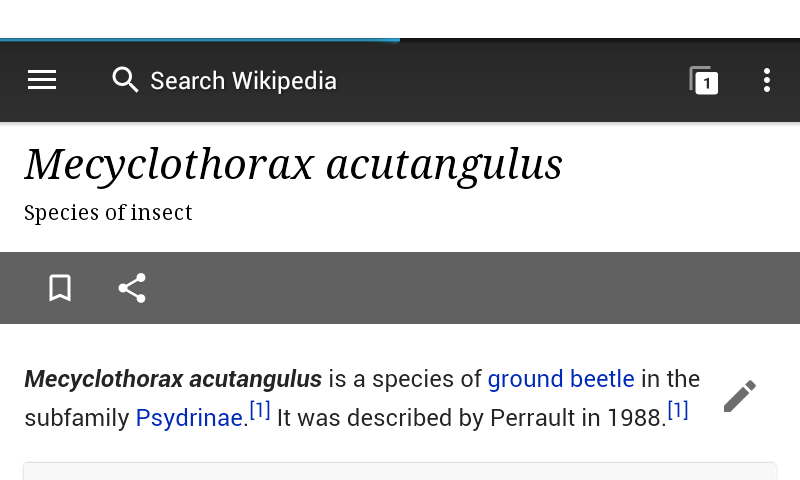 Search Wikipedia
1
Mecyclothorax acutangulus
Species of insect
Mecyclothorax acutangulus is a species of ground beetle in the
subfamily Psydrinae.[1] It was described by Perrault in 1988.[1]